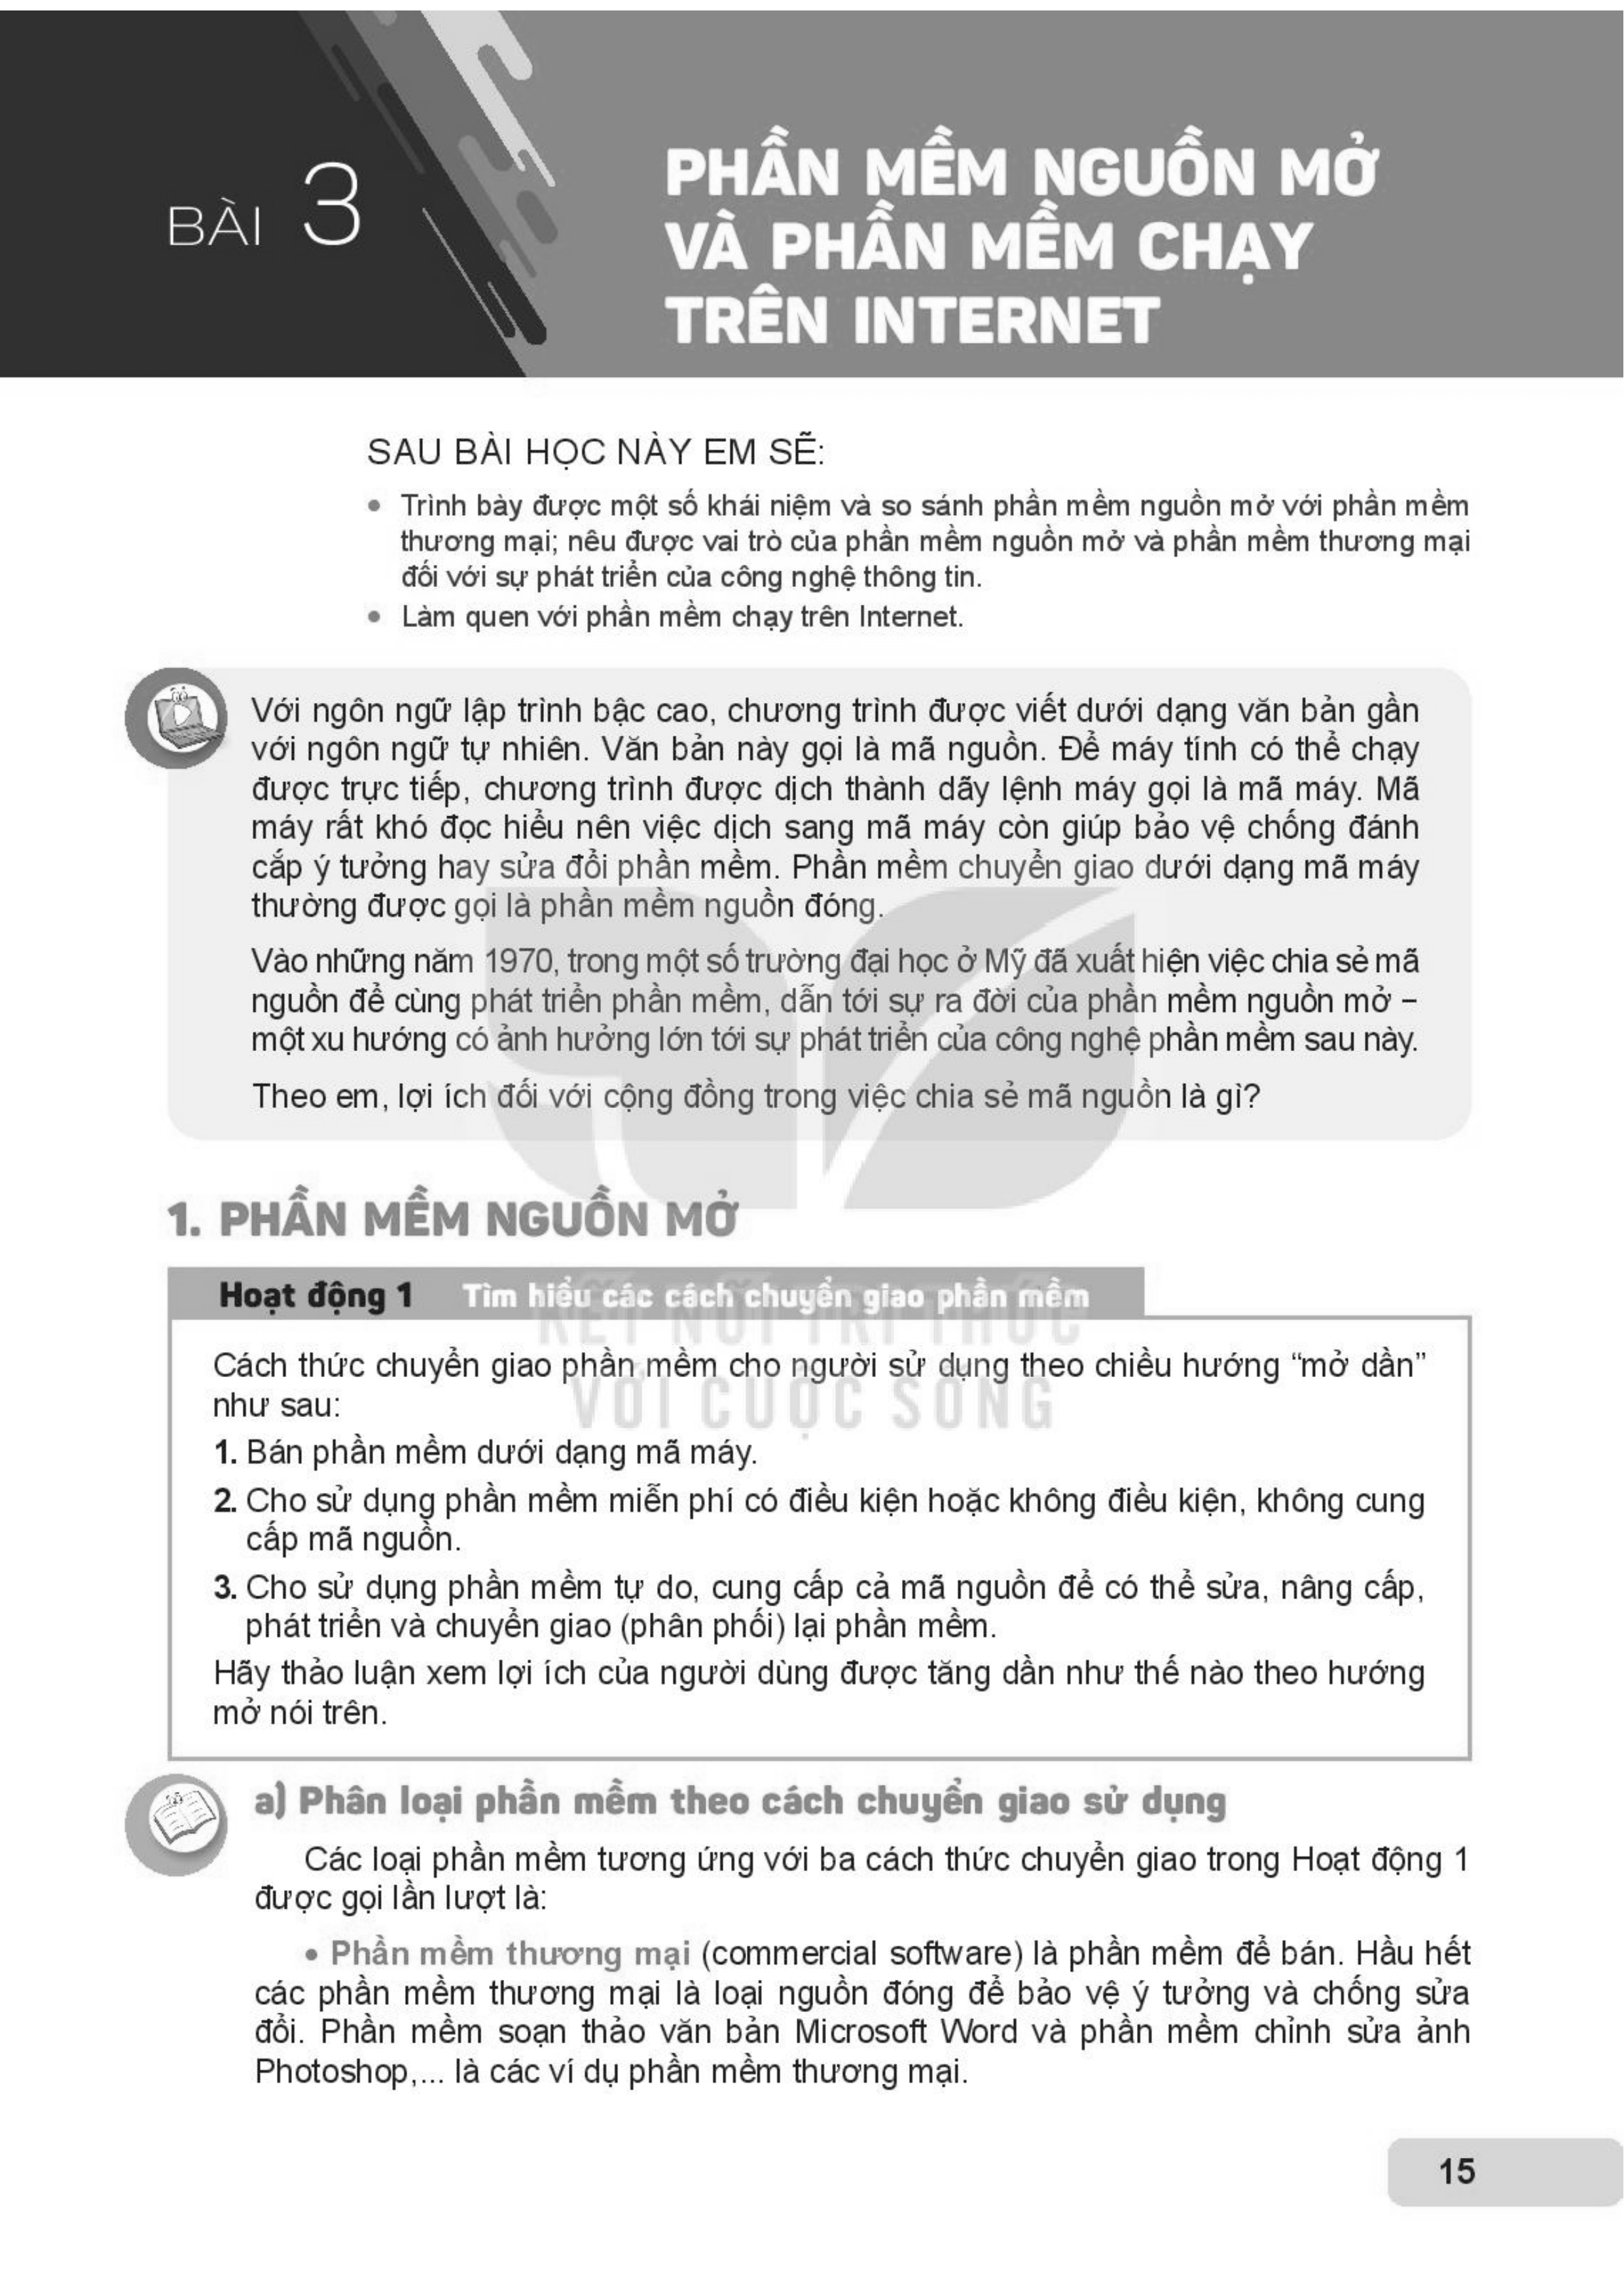 BÀI 3
PHẦN MỀM NGUỒN MỞ
VÀ PHẦN MỀM CHẠY
TRÊN INTERNET
SAU BÀI HỌC NÀY EM SẼ:
• Trình bày được một số khái niệm và so sánh phần mềm nguồn mở với phần mềm
thương mại; nêu được vai trò của phần mềm nguồn mở và phần mềm thương mại
đối với sự phát triển của công nghệ thông tin.
• Làm quen với phần mềm chạy trên Internet.
Với ngôn ngữ lập trình bậc cao, chương trình được viết dưới dạng văn bản gần
với ngôn ngữ tự nhiên. Văn bản này gọi là mã nguồn. Để máy tính có thể chạy
được trực tiếp, chương trình được dịch thành dãy lệnh máy gọi là mã máy. Mã
máy rất khó đọc hiểu nên việc dịch sang mã máy còn giúp bảo vệ chống đánh
cắp ý tưởng hay sửa đổi phần mềm. Phần mềm chuyển giao dưới dạng mã máy
thường được gọi là phần mềm nguồn đóng.
Vào những năm 1970, trong một số trường đại học ở Mỹ đã xuất hiện việc chia sẻ mã
nguồn để cùng phát triển phần mềm, dẫn tới sự ra đời của phần mềm nguồn mở –
một xu hướng có ảnh hưởng lớn tới sự phát triển của công nghệ phần mềm sau này.
Theo em, lợi ích đối với cộng đồng trong việc chia sẻ mã nguồn là gì?
1. PHẦN MỀM NGUỒN MỞ
Hoạt động 1 Tìm hiểu các cách chuyển giao phần mềm
KẾT NỐI TRI THỨC
VỚI CUỘC SỐNG
Cách thức chuyển giao phần mềm cho người sử dụng theo chiều hướng “mở dần”
như sau:
1. Bán phần mềm dưới dạng mã máy.
2. Cho sử dụng phần mềm miễn phí có điều kiện hoặc không điều kiện, không cung
cấp mã nguồn.
3. Cho sử dụng phần mềm tự do, cung cấp cả mã nguồn để có thể sửa, nâng cấp,
phát triển và chuyển giao (phân phối) lại phần mềm.
Hãy thảo luận xem lợi ích của người dùng được tăng dần như thế nào theo hướng
mở nói trên.
a) Phân loại phần mềm theo cách chuyển giao sử dụng
Các loại phần mềm tương ứng với ba cách thức chuyển giao trong Hoạt động 1
được gọi lần lượt là:
• Phần mềm thương mại (commercial software) là phần mềm để bán. Hầu hết
các phần mềm thương mại là loại nguồn đóng để bảo vệ ý tưởng và chống sửa
đổi. Phần mềm soạn thảo văn bản Microsoft Word và phần mềm chỉnh sửa ảnh
Photoshop,... là các ví dụ phần mềm thương mại.
15